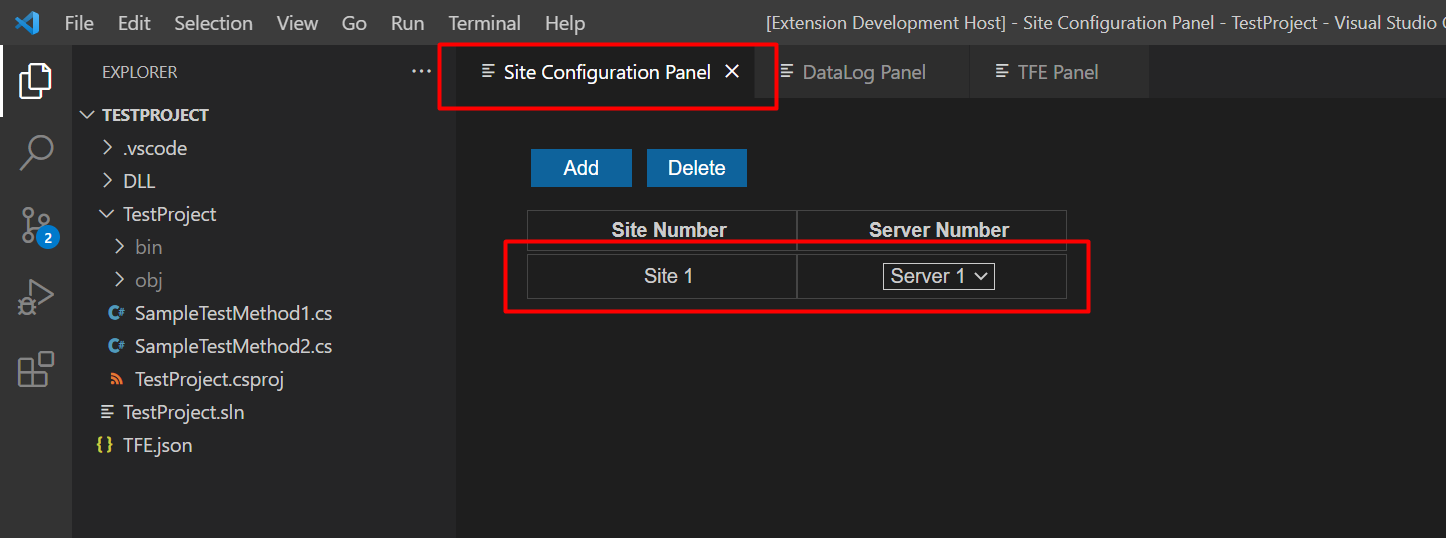 File Edit Selection View Go Run Terminal Help [Extension Development Host] - Site Configuration Panel - TestProject - Visual Studio
EXPLORER ··· Site Configuration Panel DataLog Panel TFE Panel
TESTPROJECT
.vscode
DLL
TestProject
bin
obj
C# SampleTestMethod1.cs
C# SampleTestMethod2.cs
TestProject.csproj
TestProject.sln
{} TFE.json
2
Add Delete
Site Number Server Number
Site 1 Server 1